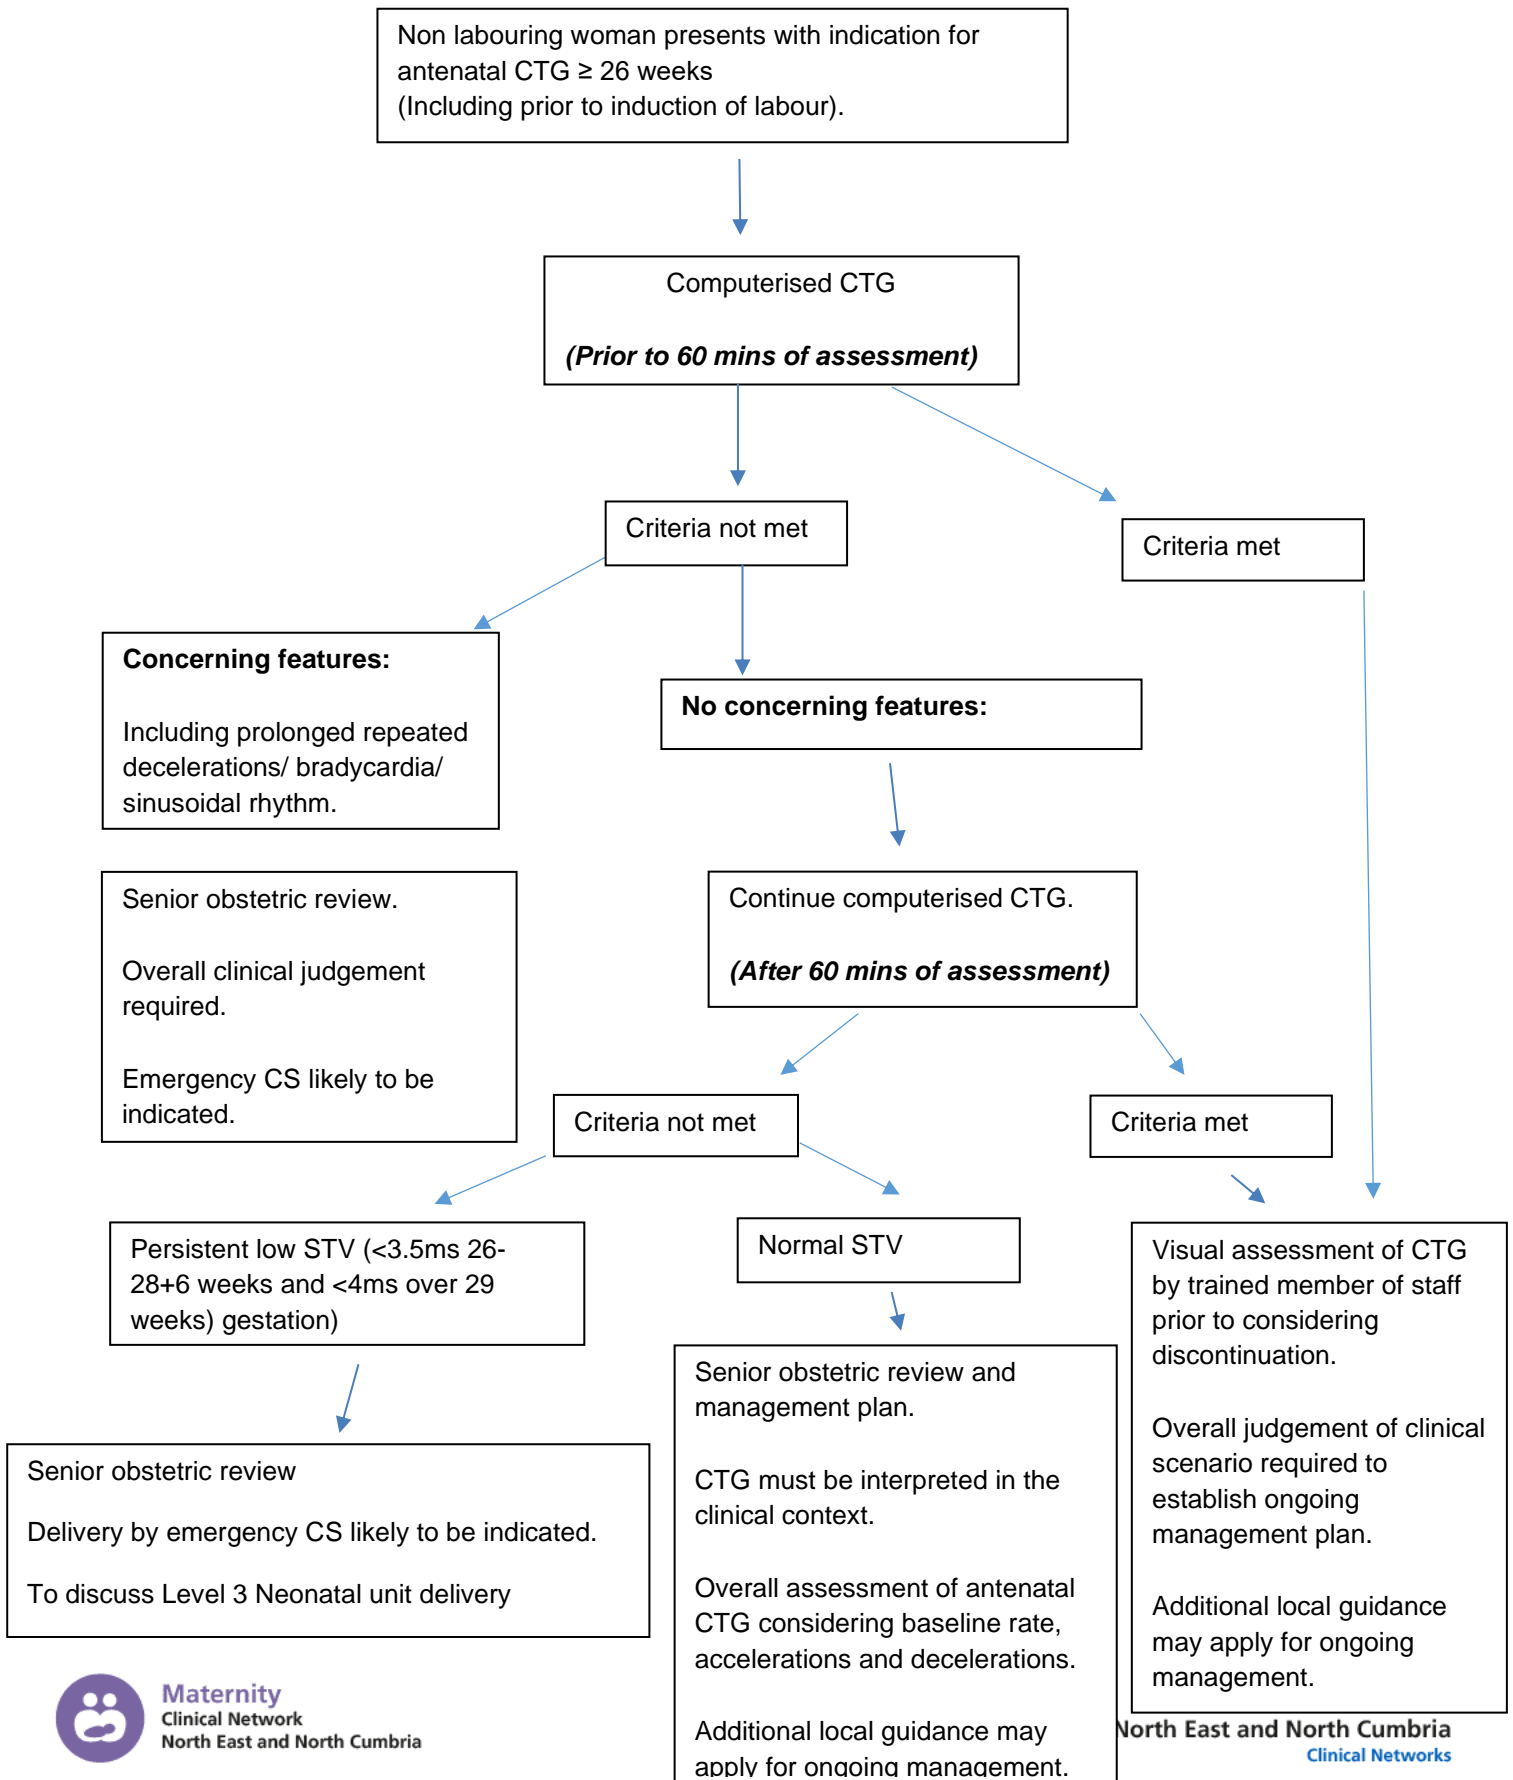 Non labouring woman presents with indication for
antenatal CTG ≥ 26 weeks
(Including prior to induction of labour).
Computerised CTG
(Prior to 60 mins of assessment)
Criteria not met
Criteria met
Concerning features:
Including prolonged repeated
decelerations/ bradycardia/
sinusoidal rhythm.
No concerning features:
Senior obstetric review.
Overall clinical judgement
required.
Emergency CS likely to be
indicated.
Continue computerised CTG.
(After 60 mins of assessment)
Criteria not met
Criteria met
Persistent low STV (<3.5ms 26-
28+6 weeks and <4ms over 29
weeks) gestation)
Normal STV
Visual assessment of CTG
by trained member of staff
prior to considering
discontinuation.
Overall judgement of clinical
scenario required to
establish ongoing
management plan.
Additional local guidance
may apply for ongoing
management.
Senior obstetric review
Delivery by emergency CS likely to be indicated.
To discuss Level 3 Neonatal unit delivery
Senior obstetric review and
management plan.
CTG must be interpreted in the
clinical context.
Overall assessment of antenatal
CTG considering baseline rate,
accelerations and decelerations.
Additional local guidance may
apply for ongoing management.
Maternity
Clinical Network
North East and North Cumbria
North East and North Cumbria
Clinical Networks